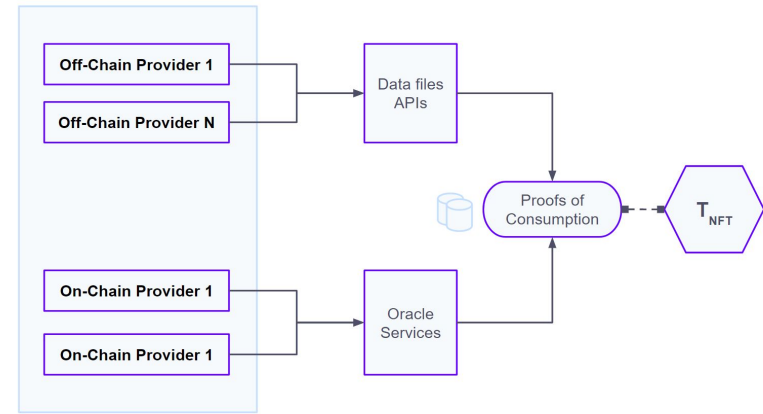 Off-Chain Provider 1
Off-Chain Provider N
Data files
APIs
Proofs of
Consumption
T NFT
On-Chain Provider 1
On-Chain Provider 1
Oracle
Services